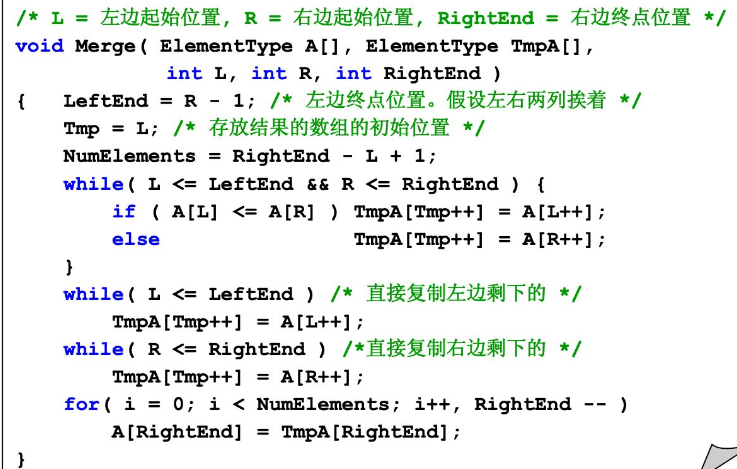 /* L = 左边起始位置, R = 右边起始位置, RightEnd = 右边终点位置 */
void Merge( ElementType A[], ElementType TmpA[],
int L, int R, int RightEnd )
{ LeftEnd = R - 1; /* 左边终点位置。假设左右两列挨着 */
Tmp = L; /* 存放结果的数组的初始位置 */
NumElements = RightEnd - L + 1;
while( L <= LeftEnd && R <= RightEnd ) {
if ( A[L] <= A[R] ) TmpA[Tmp++] = A[L++];
else TmpA[Tmp++] = A[R++];
}
while( L <= LeftEnd ) /* 直接复制左边剩下的 */
TmpA[Tmp++] = A[L++];
while( R <= RightEnd ) /*直接复制右边剩下的 */
TmpA[Tmp++] = A[R++];
for( i = 0; i < NumElements; i++, RightEnd -- )
A[RightEnd] = TmpA[RightEnd];
}